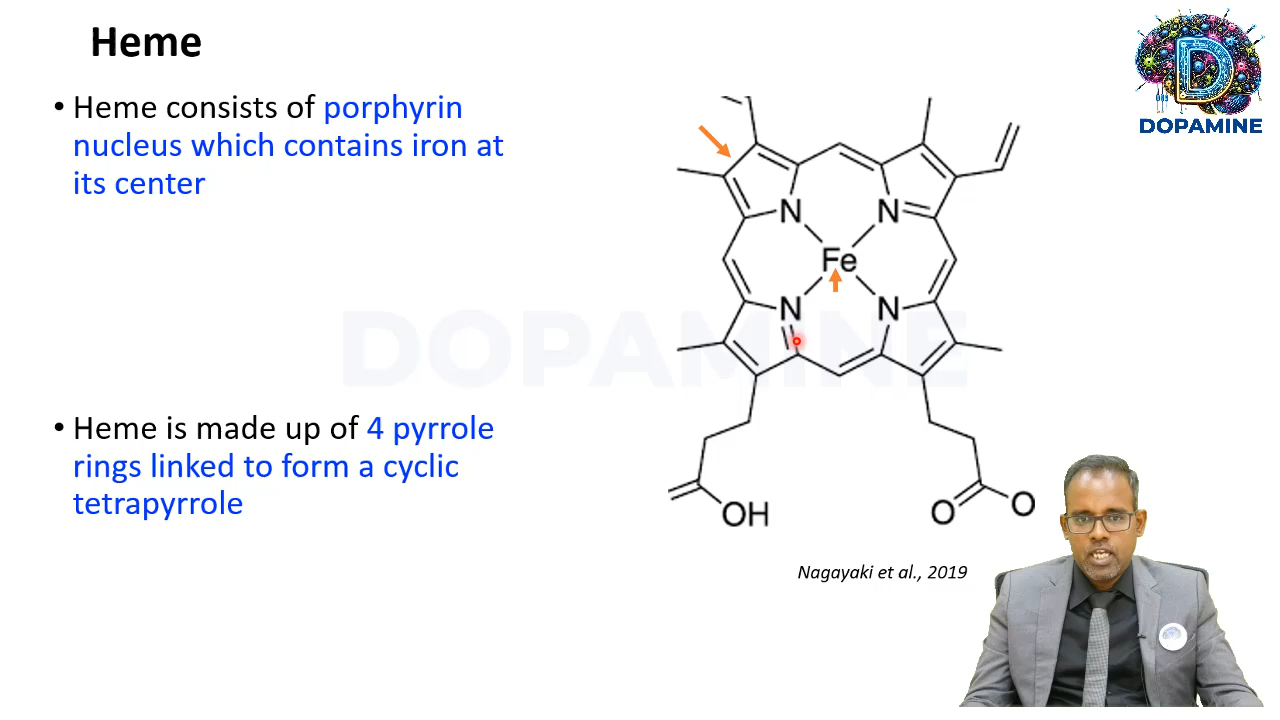 Heme
• Heme consists of porphyrin
nucleus which contains iron at
its center
• Heme is made up of 4 pyrrole
rings linked to form a cyclic
tetrapyrrole
N
N
Fe
N
N
OH
O
O
Nagayaki et al., 2019
D
DOPAMINE
DOPAMINE